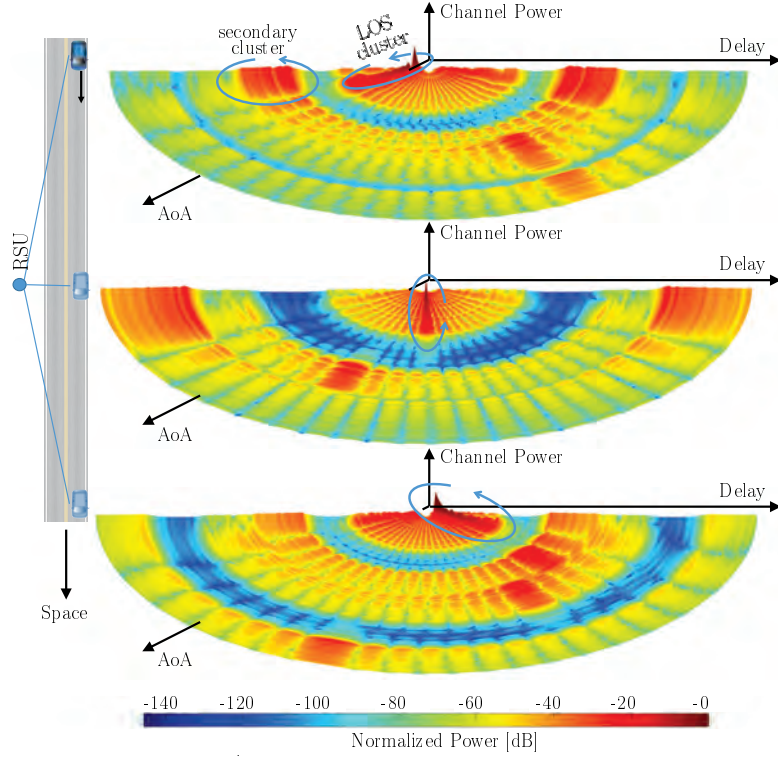 secondary
cluster
LOS
cluster
Channel Power
Delay
AoA
RSU
Channel Power
Delay
AoA
Channel Power
Delay
Space
AoA
-140 -120 -100 -80 -60 -40 -20 -0
Normalized Power [dB]